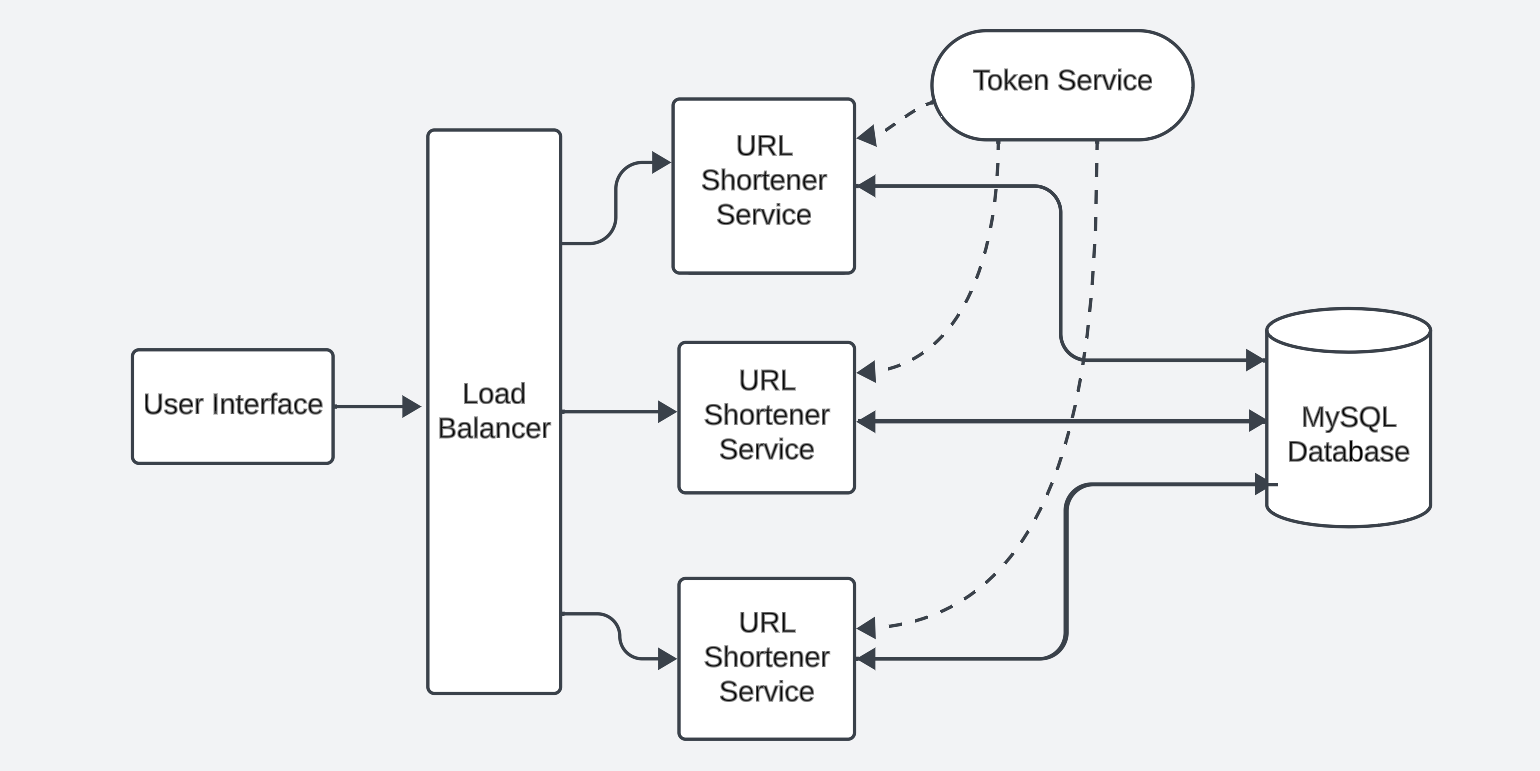 Token Service
URL
Shortener
Service
User Interface
Load
Balancer
URL
Shortener
Service
MySQL
Database
URL
Shortener
Service